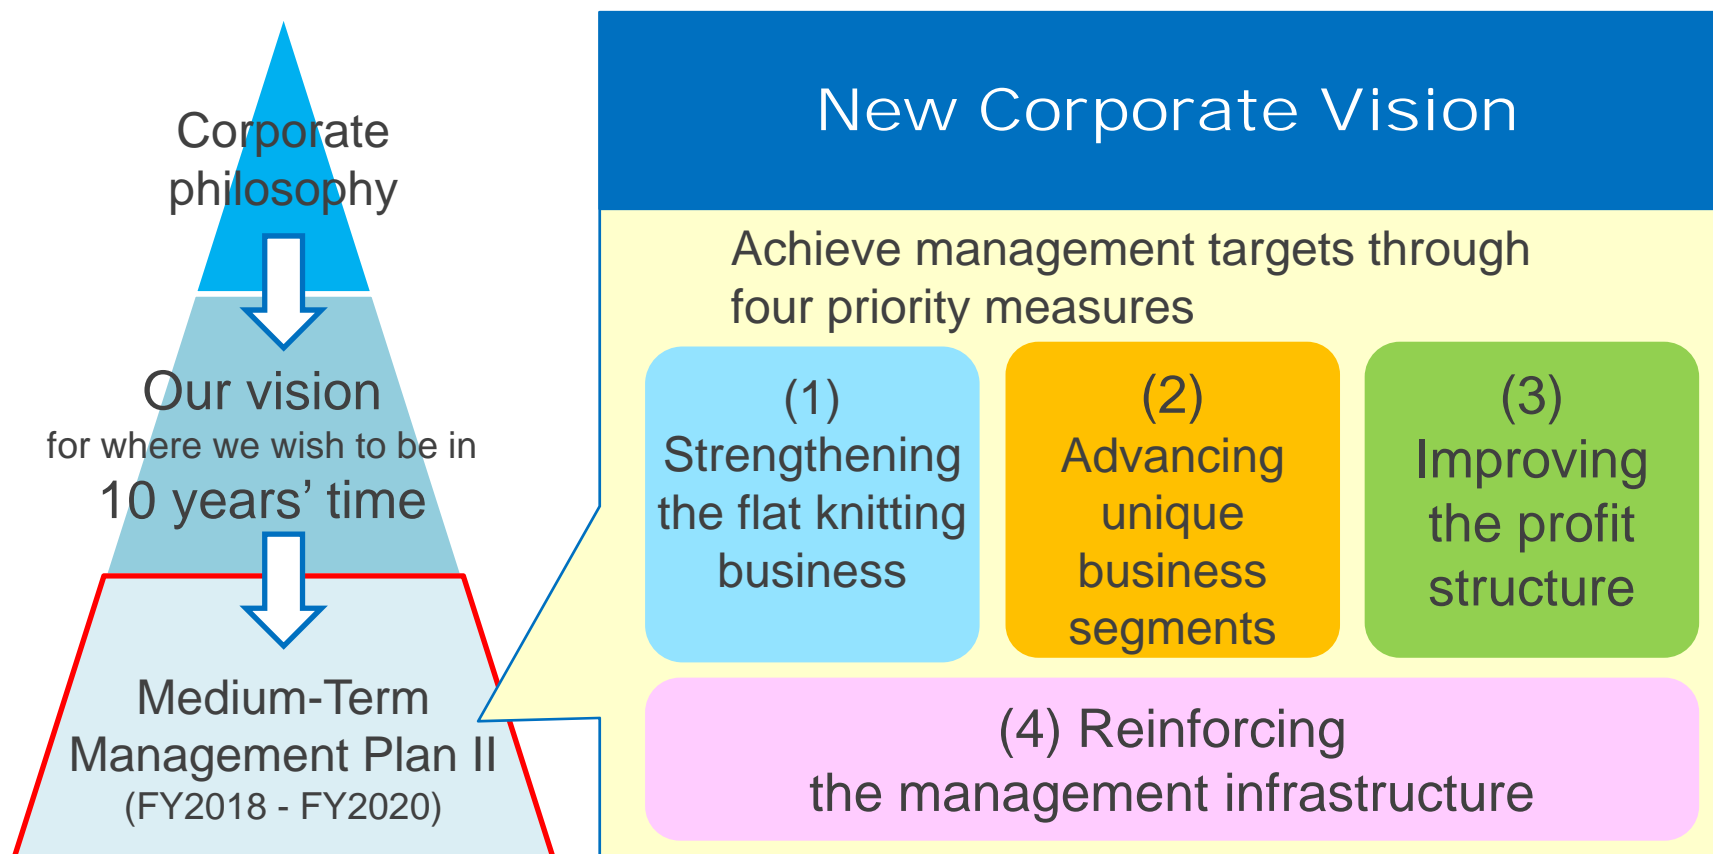 Corporate
philosophy
Our vision
for where we wish to be in
10 years’ time
Medium-Term
Management Plan II
(FY2018 - FY2020)
New Corporate Vision
Achieve management targets through
four priority measures
(1)
Strengthening
the flat knitting
business
(2)
Advancing
unique
business
segments
(3)
Improving
the profit
structure
(4) Reinforcing
the management infrastructure